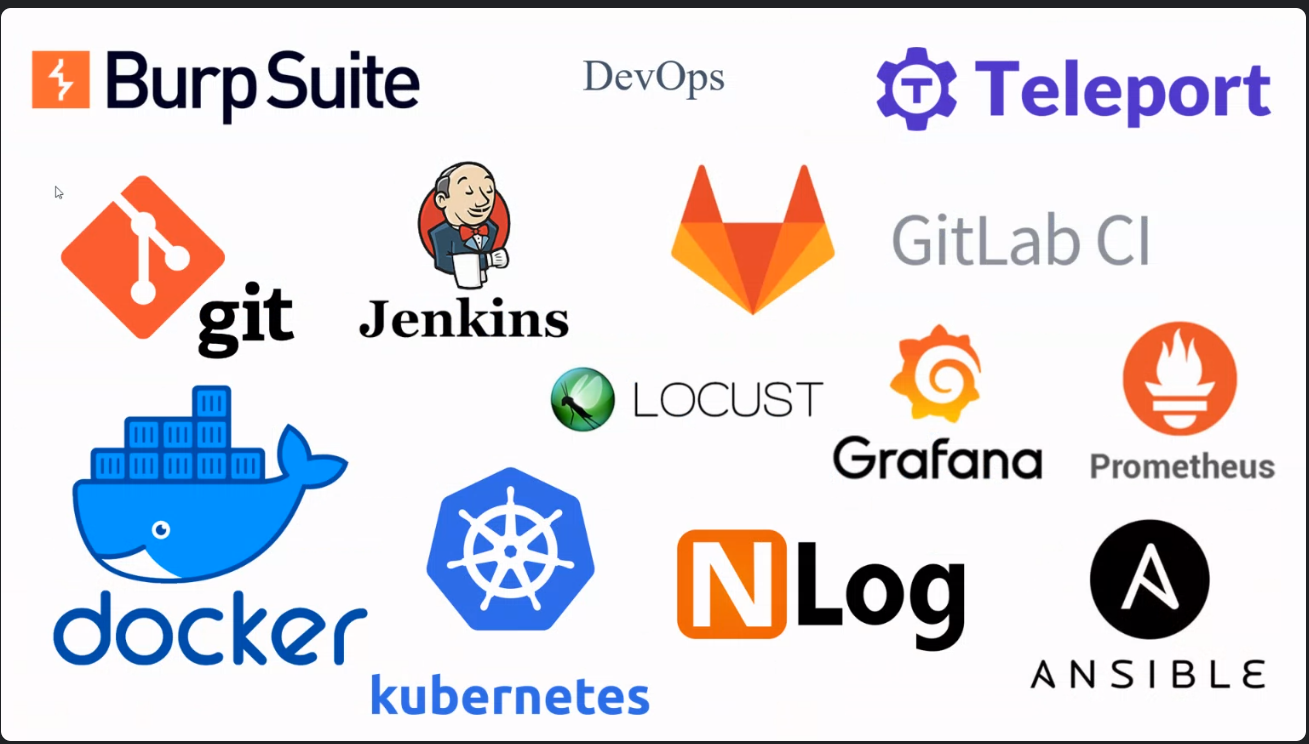 Burp Suite
DevOps
Teleport
git
Jenkins
GitLab CI
LOCUST
Grafana
Prometheus
docker
kubernetes
NLog
ANSIBLE